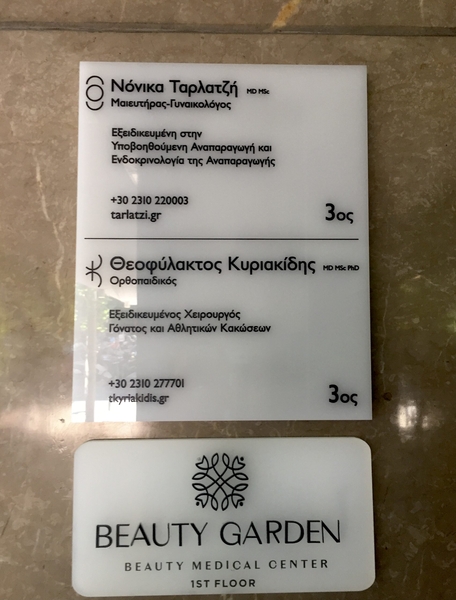 Νόνικα Ταρλατζή MD MSc
Μαιευτήρας-Γυναικολόγος
Εξειδικευμένη στην
Υποβοηθούμενη Αναπαραγωγή και
Ενδοκρινολογία της Αναπαραγωγής
+30 2310 220003
tarlatzi.gr
3ος
Θεοφύλακτος Κυριακίδης MD MSc PhD
Ορθοπαιδικός
Εξειδικευμένος Χειρουργός
Γόνατος και Αθλητικών Κακώσεων
+30 2310 277701
tkyriakidis.gr
3ος
BEAUTY GARDEN
BEAUTY MEDICAL CENTER
1ST FLOOR